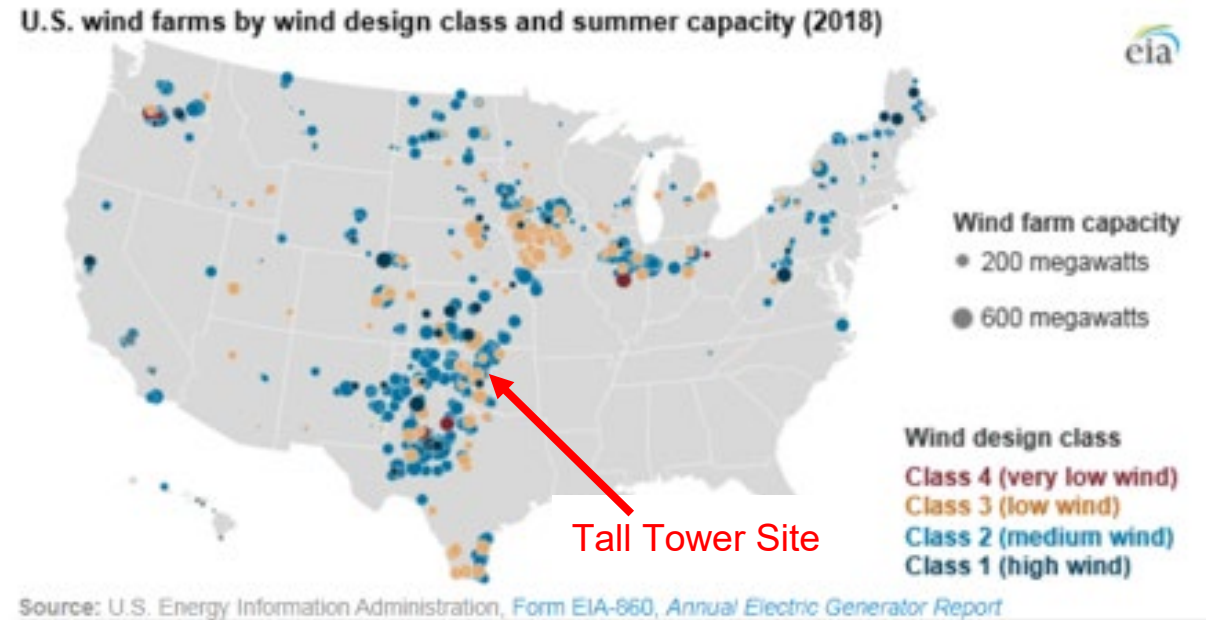 U.S. wind farms by wind design class and summer capacity (2018)
eia
Wind farm capacity
200 megawatts
600 megawatts
Wind design class
Class 4 (very low wind)
Class 3 (low wind)
Class 2 (medium wind)
Class 1 (high wind)
Tall Tower Site
Source: U.S. Energy Information Administration, Form EIA-860, Annual Electric Generator Report